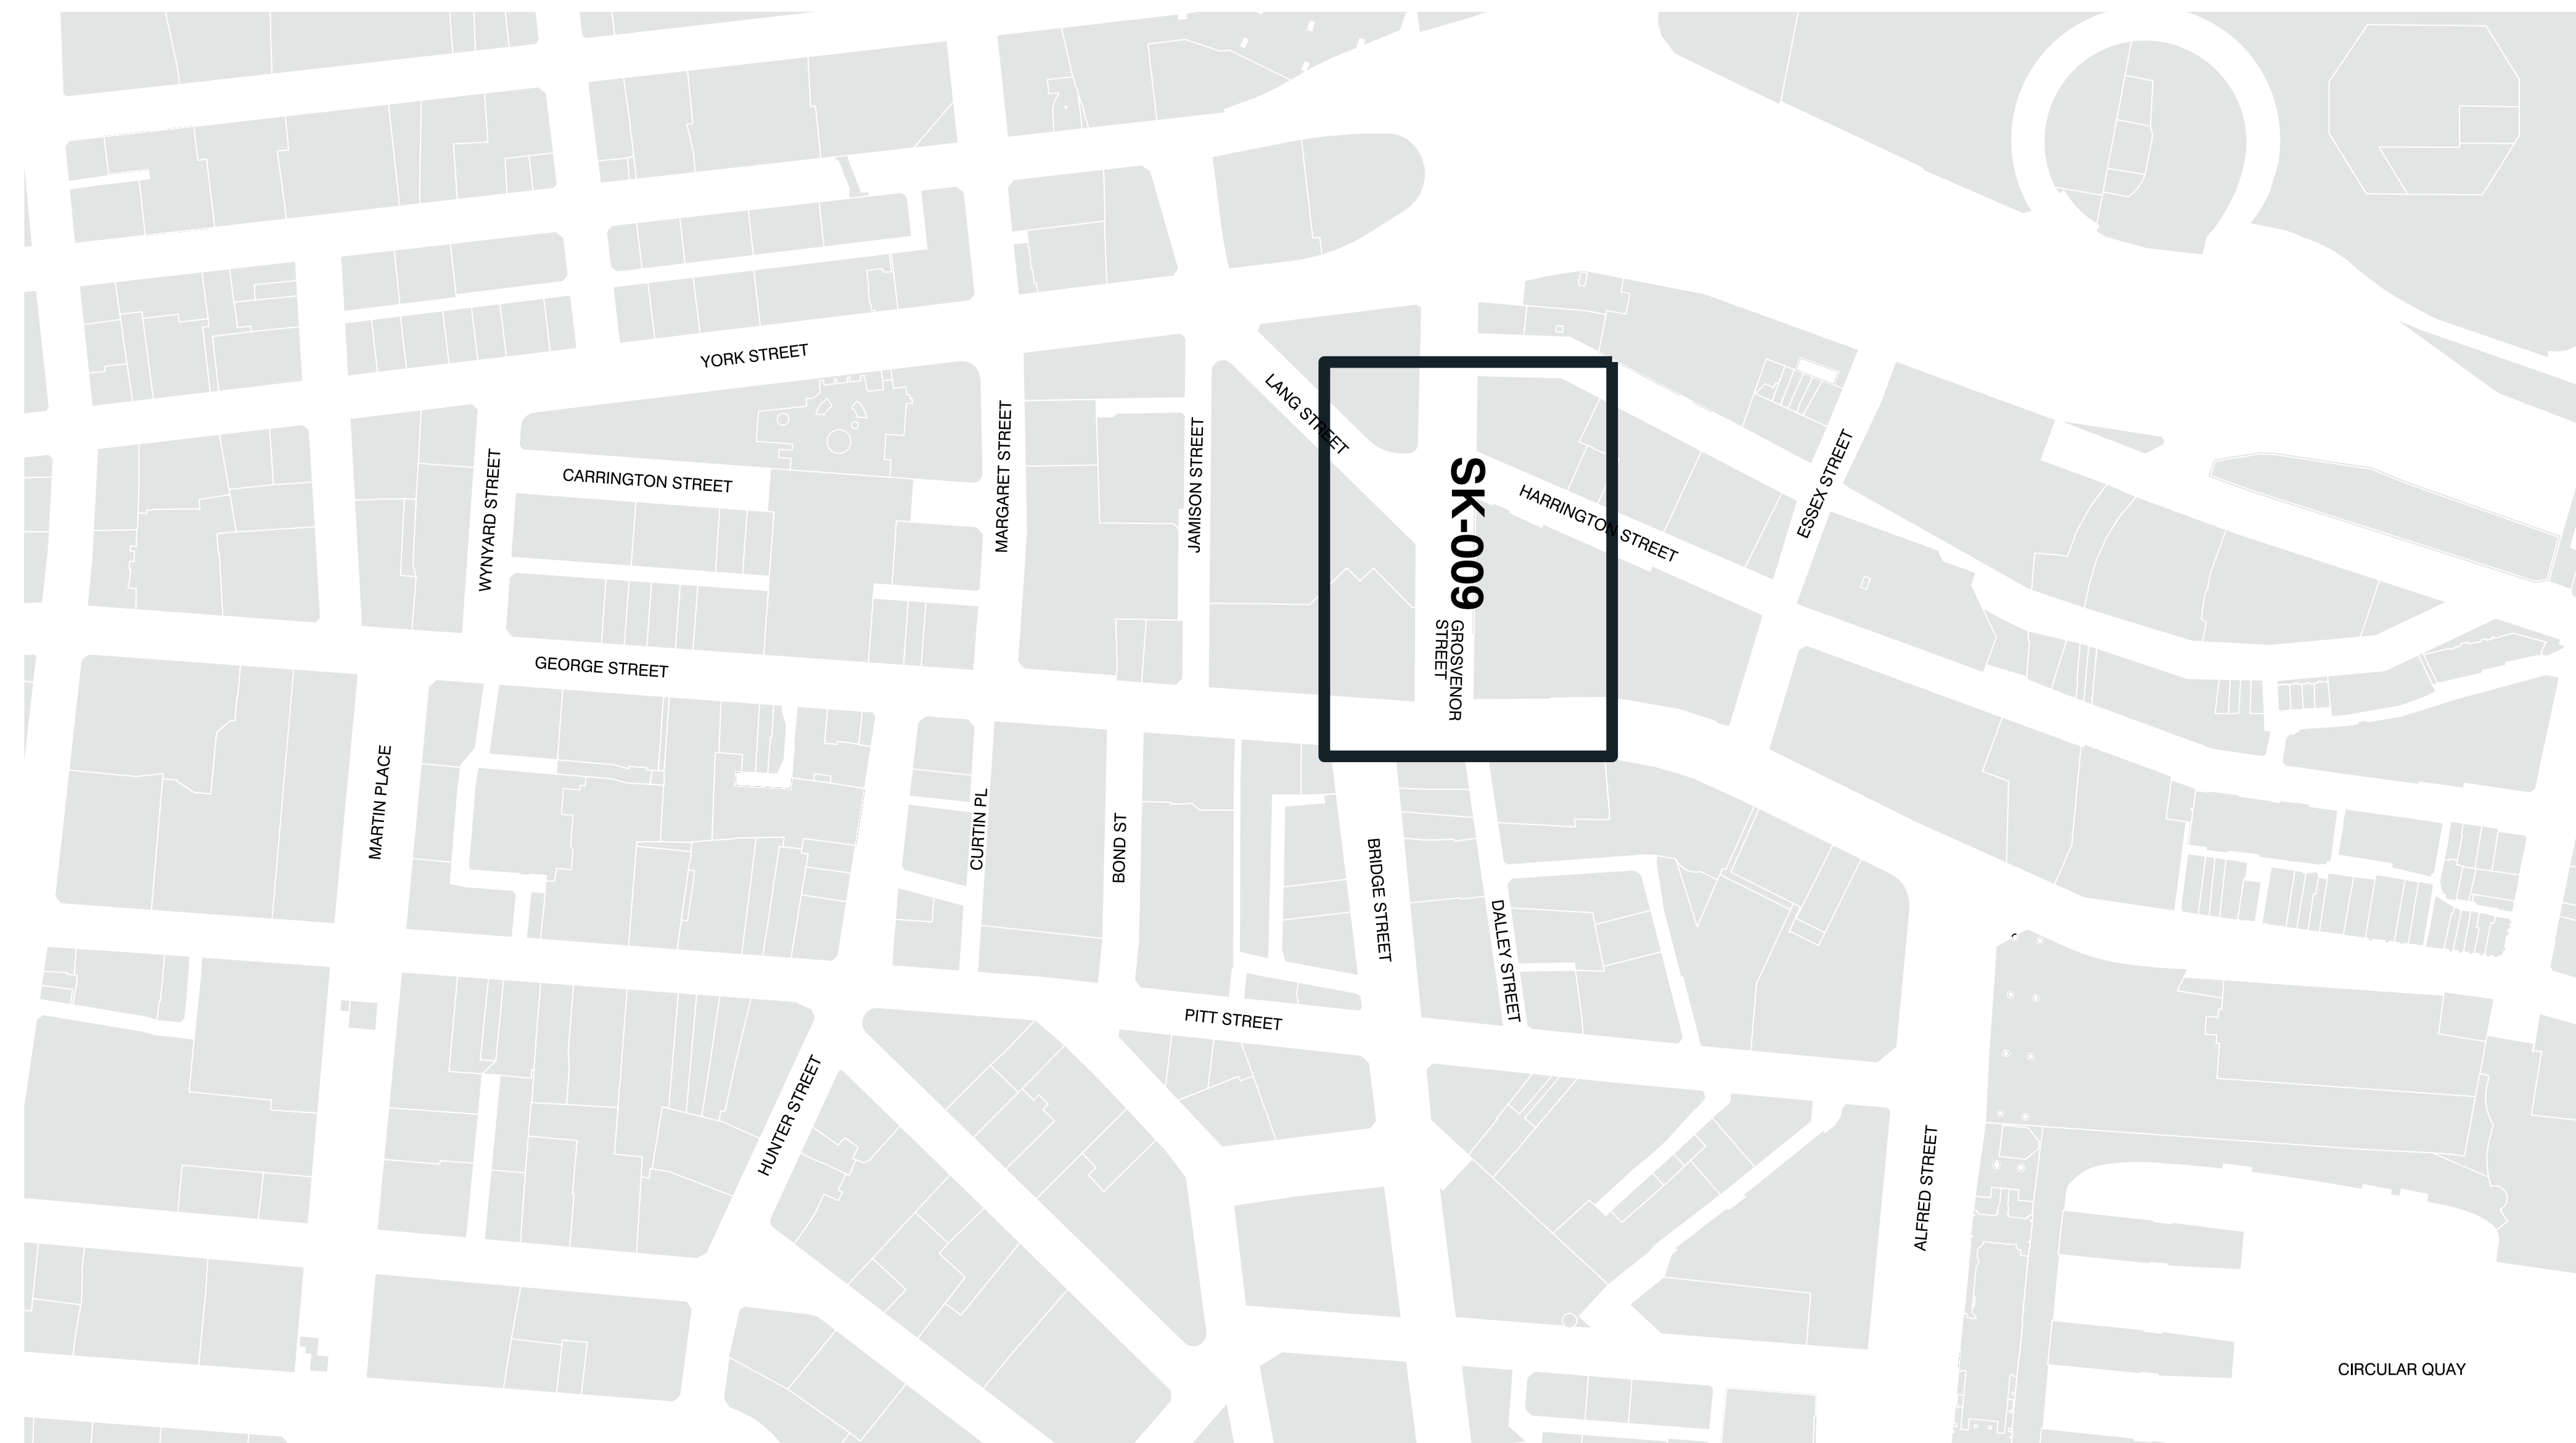 YORK STREET
LANG STREET
CARRINGTON STREET
WYNYARD STREET
MARGARET STREET
JAMISON STREET
SK-009
HARRINGTON STREET
ESSEX STREET
GROSVENOR
STREET
GEORGE STREET
MARTIN PLACE
CURTIN PL
BOND ST
BRIDGE STREET
DALLEY STREET
PITT STREET
HUNTER STREET
ALFRED STREET
CIRCULAR QUAY